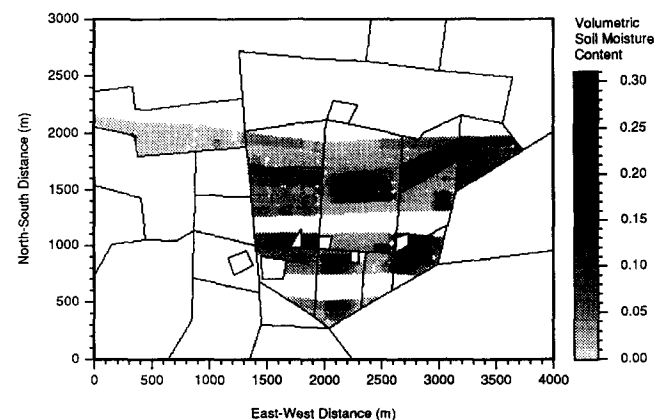 Volumetric
Soil Moisture
Content
3000
2500
2000
1500
1000
500
0
North-South Distance (m)
0 500 1000 1500 2000 2500 3000 3500 4000
East-West Distance (m)
0.30
0.25
0.20
0.15
0.10
0.05
0.00